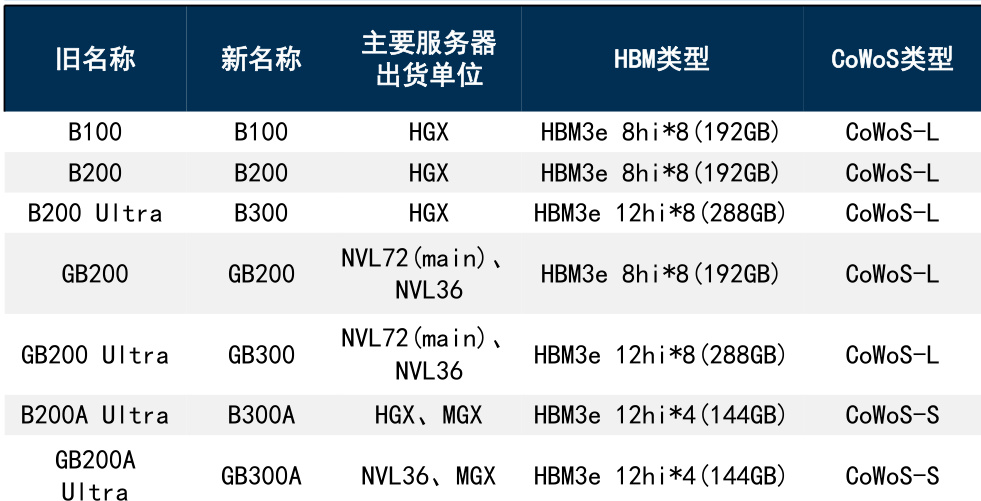 旧名称 新名称 主要服务器出货单位 HBM类型 CoWoS类型
B100 B100 HGX HBM3e 8hi*8(192GB) CoWoS-L
B200 B200 HGX HBM3e 8hi*8(192GB) CoWoS-L
B200 Ultra B300 HGX HBM3e 12hi*8(288GB) CoWoS-L
GB200 GB200 NVL72(main)、NVL36 HBM3e 8hi*8(192GB) CoWoS-L
GB200 Ultra GB300 NVL72(main)、NVL36 HBM3e 12hi*8(288GB) CoWoS-L
B200A Ultra B300A HGX、MGX HBM3e 12hi*4(144GB) CoWoS-S
GB200A Ultra GB300A NVL36、MGX HBM3e 12hi*4(144GB) CoWoS-S